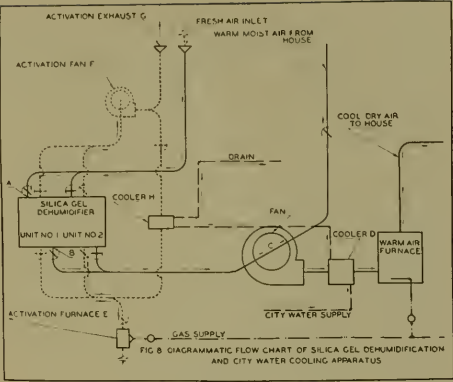 ACTIVATION EXHAUST G
FRESH AIR INLET
WARM MOIST AIR FROM
HOUSE
ACTIVATION FAN F
COOL DRY AIR
TO HOUSE
DRAIN
A
COOLER H
FAN
SILICA GEL
DEHUMIDIFIER
UNIT NO 1 UNIT NO 2
B
C
COOLER D
WARM AIR
FURNACE
ACTIVATION FURNACE E
CITY WATER SUPPLY
GAS SUPPLY
FIG 8 DIAGRAMMATIC FLOW CHART OF SILICA GEL DEHUMIDIFICATION
AND CITY WATER COOLING APPARATUS